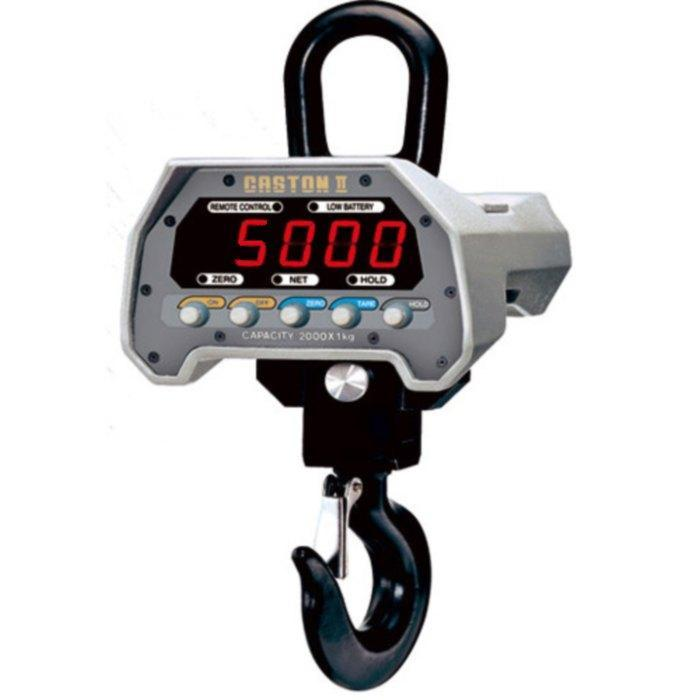 CASTON II
REMOTE CONTROL LOW BATTERY
5000
ZERO NET HOLD
ON OFF ZERO TARE HOLD
CAPACITY 2000X1kg